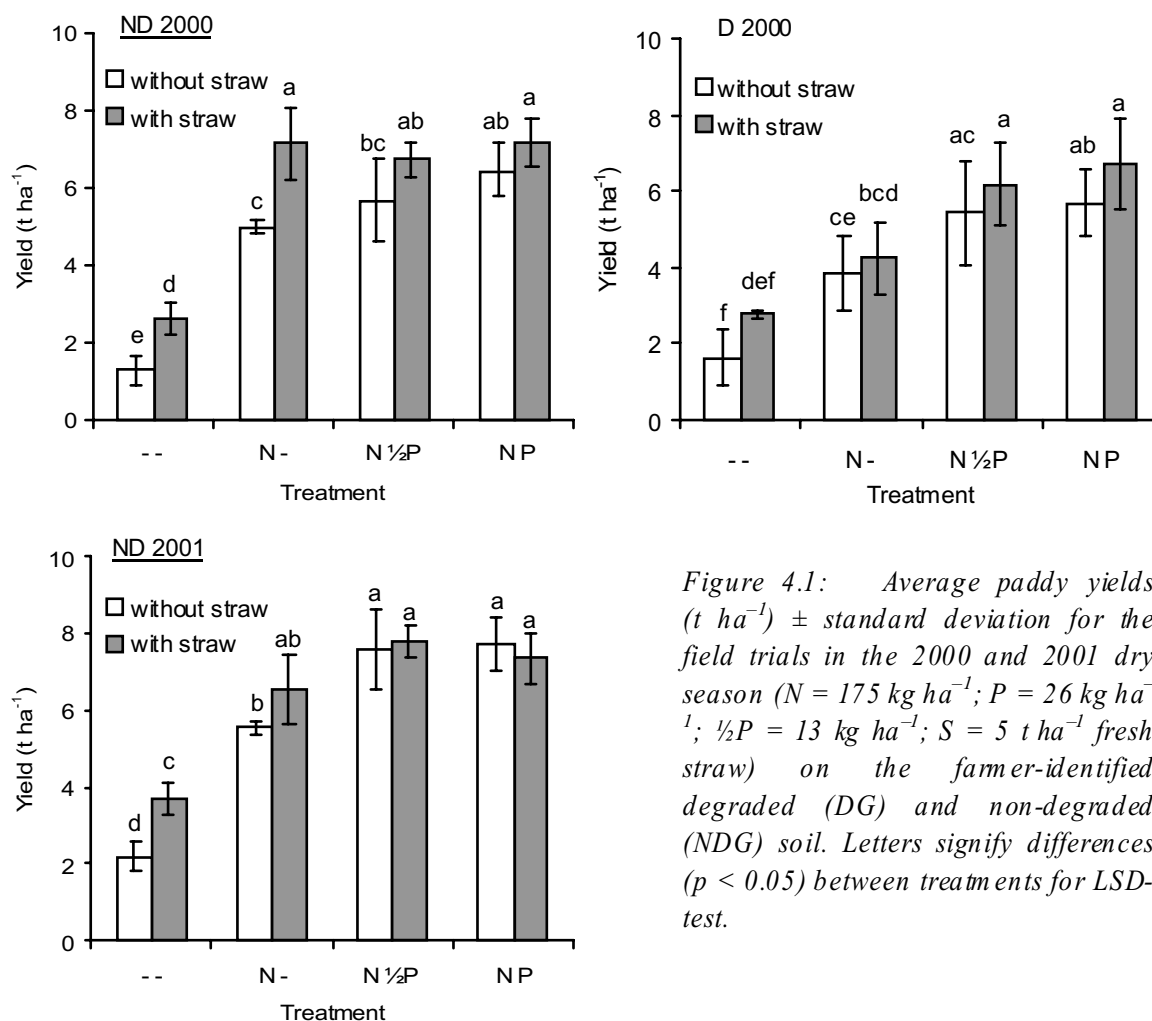 ND 2000
10
8
6
4
2
0
Yield (t ha⁻¹)
without straw
with straw
e
d
c
a
bc
ab
ab
a
- -
N -
N ½P
N P
Treatment
D 2000
10
8
6
4
2
0
Yield (t ha⁻¹)
without straw
with straw
f
def
ce
bcd
ac
a
ab
a
- -
N -
N ½P
N P
Treatment
ND 2001
10
8
6
4
2
0
Yield (t ha⁻¹)
without straw
with straw
d
c
b
ab
a
a
a
a
- -
N -
N ½P
N P
Treatment
Figure 4.1: Average paddy yields
(t ha⁻¹) ± standard deviation for the
field trials in the 2000 and 2001 dry
season (N = 175 kg ha⁻¹; P = 26 kg ha⁻
¹; ½P = 13 kg ha⁻¹; S = 5 t ha⁻¹ fresh
straw) on the farmer-identified
degraded (DG) and non-degraded
(NDG) soil. Letters signify differences
(p < 0.05) between treatments for LSD-
test.